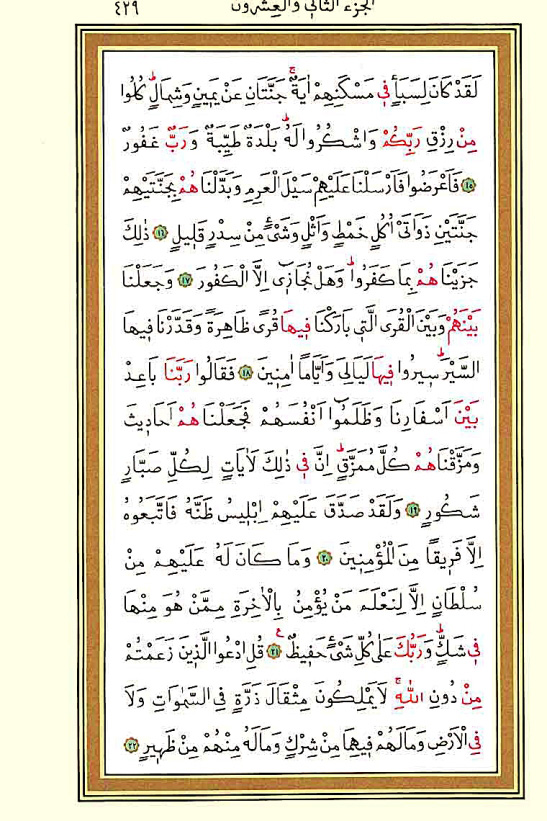 الجزء الثاني والعشرون ٤٢٩
لَقَدْ كَانَ لِسَبَأٍ فِي مَسْكَنِهِمْ اٰيَةٌۚ جَنَّتَانِ عَنْ يَمِينٍ وَشِمَالٍۜ كُلُوا
مِنْ رِزْقِ رَبِّكُمْ وَاشْكُرُوا لَهُۜ بَلْدَةٌ طَيِّبَةٌ وَرَبٌّ غَفُورٌ
﴿١٥﴾ فَاَعْرَضُوا فَاَرْسَلْنَا عَلَيْهِمْ سَيْلَ الْعَرِمِ وَبَدَّلْنَاهُمْ بِجَنَّتَيْهِمْ
جَنَّتَيْنِ ذَوَاتَيْ اُكُلٍ خَمْطٍ وَاَثْلٍ وَشَيْءٍ مِنْ سِدْرٍ قَلِيلٍ ﴿١٦﴾ ذٰلِكَ
جَزَيْنَاهُمْ بِمَا كَفَرُواۜ وَهَلْ نُجَازِٓي اِلَّا الْكَفُورَ ﴿١٧﴾ وَجَعَلْنَا
بَيْنَهُمْ وَبَيْنَ الْقُرَى الَّتِي بَارَكْنَا فِيهَا قُرًى ظَاهِرَةً وَقَدَّرْنَا فِيهَا
السَّيْرَۜ سِيرُوا فِيهَا لَيَالِيَ وَاَيَّامًا اٰمِنِينَ ﴿١٨﴾ فَقَالُوا رَبَّنَا بَاعِدْ
بَيْنَ اَسْفَارِنَا وَظَلَمُٓوا اَنْفُسَهُمْ فَجَعَلْنَاهُمْ اَحَادِيثَ
وَمَزَّقْنَاهُمْ كُلَّ مُمَزَّقٍۜ اِنَّ فِي ذٰلِكَ لَاٰيَاتٍ لِكُلِّ صَبَّارٍ
شَكُورٍ ﴿١٩﴾ وَلَقَدْ صَدَّقَ عَلَيْهِمْ اِبْلِيسُ ظَنَّهُ فَاتَّبَعُوهُ
اِلَّا فَرِيقًا مِنَ الْمُؤْمِنِينَ ﴿٢٠﴾ وَمَا كَانَ لَهُ عَلَيْهِمْ مِنْ
سُلْطَانٍ اِلَّا لِنَعْلَمَ مَنْ يُؤْمِنُ بِالْاٰخِرَةِ مِمَّنْ هُوَ مِنْهَا
فِي شَكٍّۜ وَرَبُّكَ عَلٰى كُلِّ شَيْءٍ حَفِيظٌ ﴿٢١﴾ قُلِ ادْعُوا الَّذِينَ زَعَمْتُمْ
مِنْ دُونِ اللّٰهِۚ لَا يَمْلِكُونَ مِثْقَالَ ذَرَّةٍ فِي السَّمٰوَاتِ وَلَا
فِي الْاَرْضِ وَمَا لَهُمْ فِيهِمَا مِنْ شِرْكٍ وَمَا لَهُ مِنْهُمْ مِنْ ظَهِيرٍ ﴿٢٢﴾